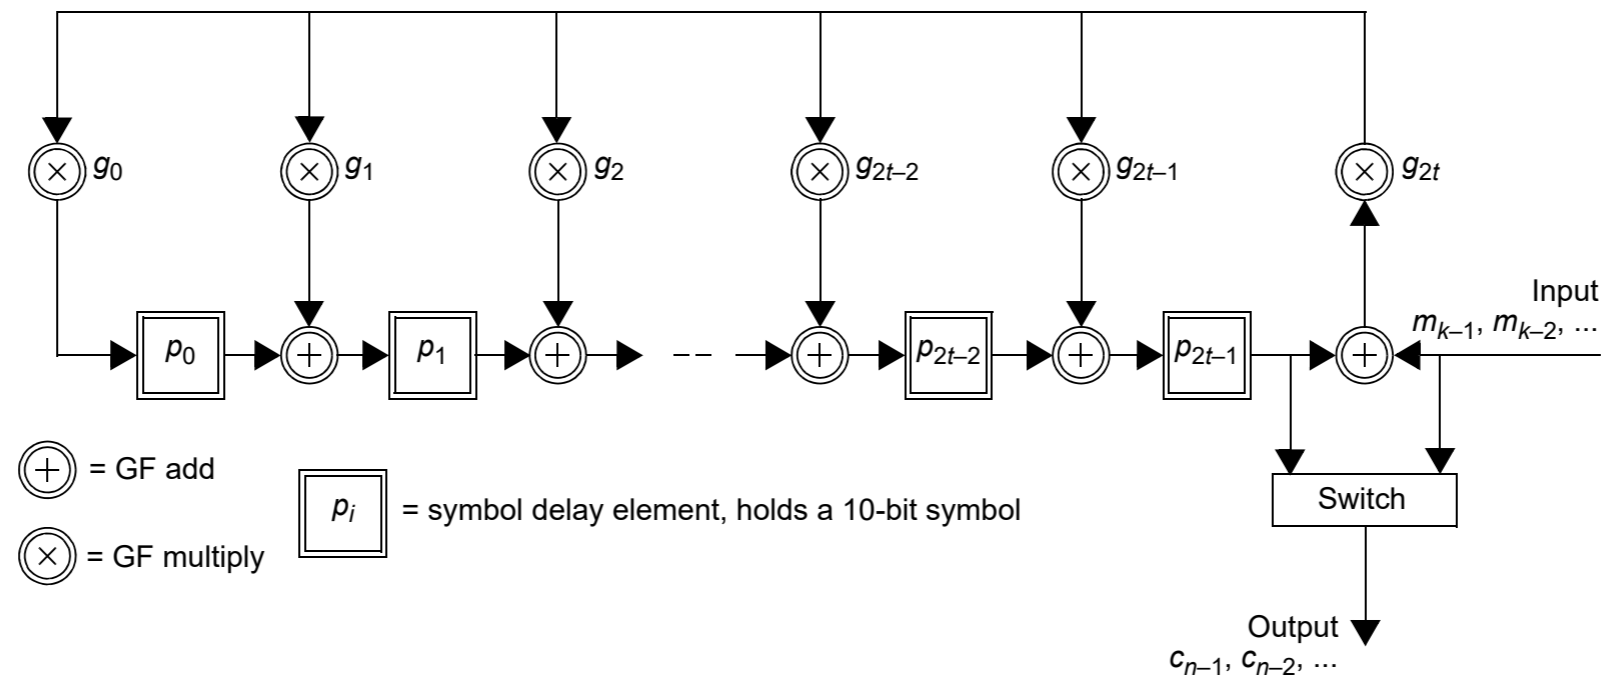 g0 g1 g2 g2t–2 g2t–1 g2t
Input
mk–1, mk–2, ...
p0 p1 p2t–2 p2t–1
= GF add
pi = symbol delay element, holds a 10-bit symbol
Switch
= GF multiply
Output
cn–1, cn–2, ...